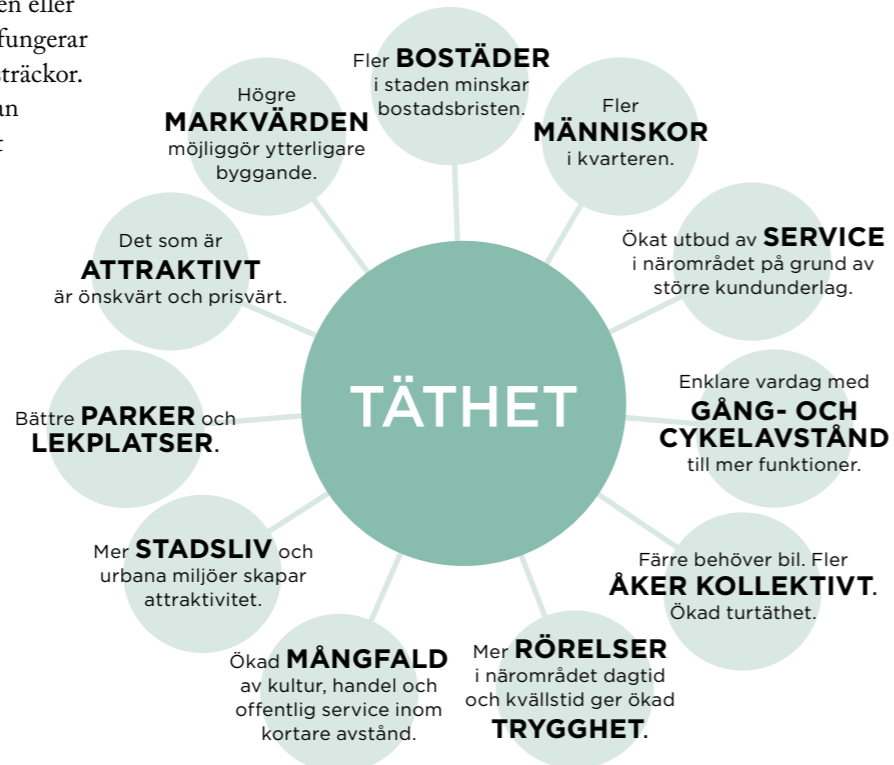 en eller
fungerar
sträckor.
an
t
Fler BOSTÄDER
i staden minskar
bostadsbristen.
Fler
MÄNNISKOR
i kvarteren.
Ökat utbud av SERVICE
i närområdet på grund av
större kundunderlag.
Enklare vardag med
GÅNG- OCH
CYKELAVSTÅND
till mer funktioner.
Färre behöver bil. Fler
ÅKER KOLLEKTIVT.
Ökad turtäthet.
Mer RÖRELSER
i närområdet dagtid
och kvällstid ger ökad
TRYGGHET.
Ökad MÅNGFALD
av kultur, handel och
offentlig service inom
kortare avstånd.
Mer STADSLIV och
urbana miljöer skapar
attraktivitet.
Bättre PARKER och
LEKPLATSER.
Det som är
ATTRAKTIVT
är önskvärt och prisvärt.
Högre
MARKVÄRDEN
möjliggör ytterligare
byggande.
TÄTHET